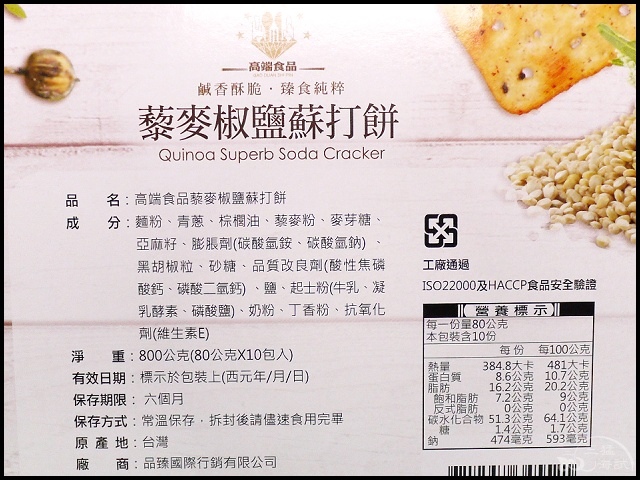 高端食品
鹹香酥脆·臻食純粹
藜麥椒鹽蘇打餅
Quinoa Superb Soda Cracker
品 名：高端食品藜麥椒鹽蘇打餅
成 分：麵粉、青蔥、棕櫚油、藜麥粉、麥芽糖、
亞麻籽、膨脹劑(碳酸氫銨、碳酸氫鈉)、
黑胡椒粒、砂糖、品質改良劑(酸性焦磷
酸鈣、磷酸二氫鈣)、鹽、起士粉(牛乳、凝
乳酵素、磷酸鹽)、奶粉、丁香粉、抗氧化
劑(維生素E)
淨 重：800公克(80公克X10包入)
有效日期：標示於包裝上(西元年/月/日)
保存期限：六個月
保存方式：常溫保存，拆封後請儘速食用完畢
原 產 地：台灣
廠 商：品臻國際行銷有限公司
工廠通過
ISO22000及HACCP食品安全驗證
營養標示
每一份量80公克
本包裝含10份
每份 每100公克
熱量 384.8大卡 481大卡
蛋白質 8.6公克 10.7公克
脂肪 16.2公克 20.2公克
飽和脂肪 7.2公克 9公克
反式脂肪 0公克 0公克
碳水化合物 51.3公克 64.1公克
糖 1.4公克 1.7公克
鈉 474毫克 593毫克